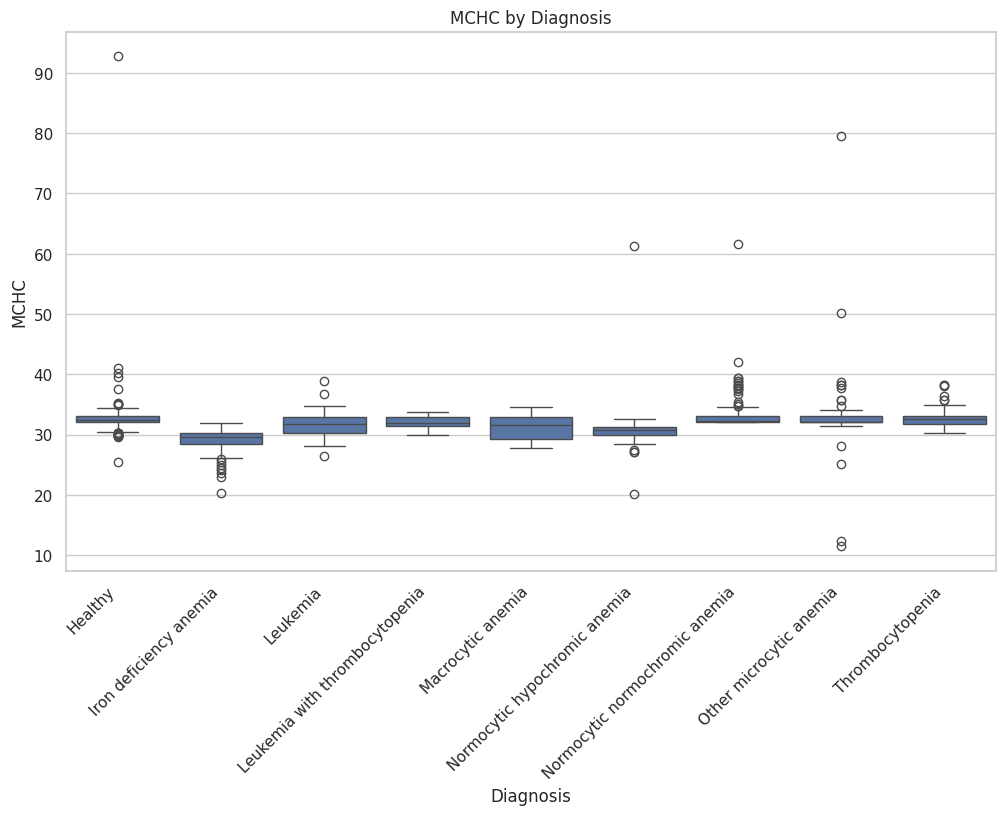 MCHC by Diagnosis
90
80
70
60
50
40
30
20
10
MCHC
Healthy
Iron deficiency anemia
Leukemia
Leukemia with thrombocytopenia
Macrocytic anemia
Normocytic hypochromic anemia
Normocytic normochromic anemia
Other microcytic anemia
Thrombocytopenia
Diagnosis